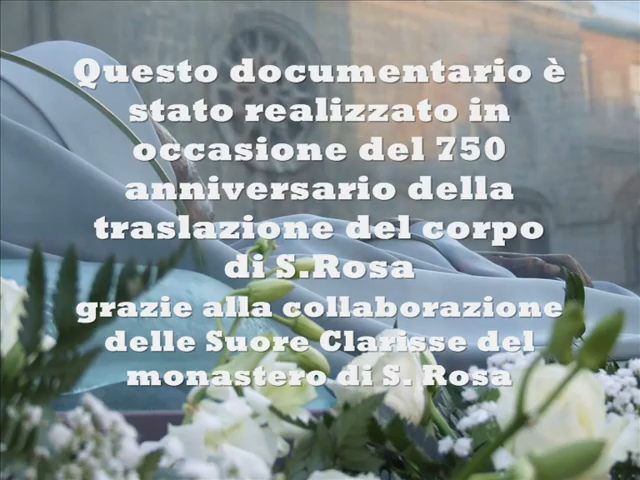 Questo documentario è
stato realizzato in
occasione del 750
anniversario della
traslazione del corpo
di S.Rosa
grazie alla collaborazione
delle Suore Clarisse del
monastero di S. Rosa